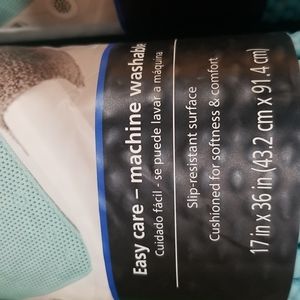 Easy care – machine washable
Cuidado fácil - se puede lavar a máquina
Slip-resistant surface
Cushioned for softness & comfort
17 in x 36 in (43.2 cm x 91.4 cm)